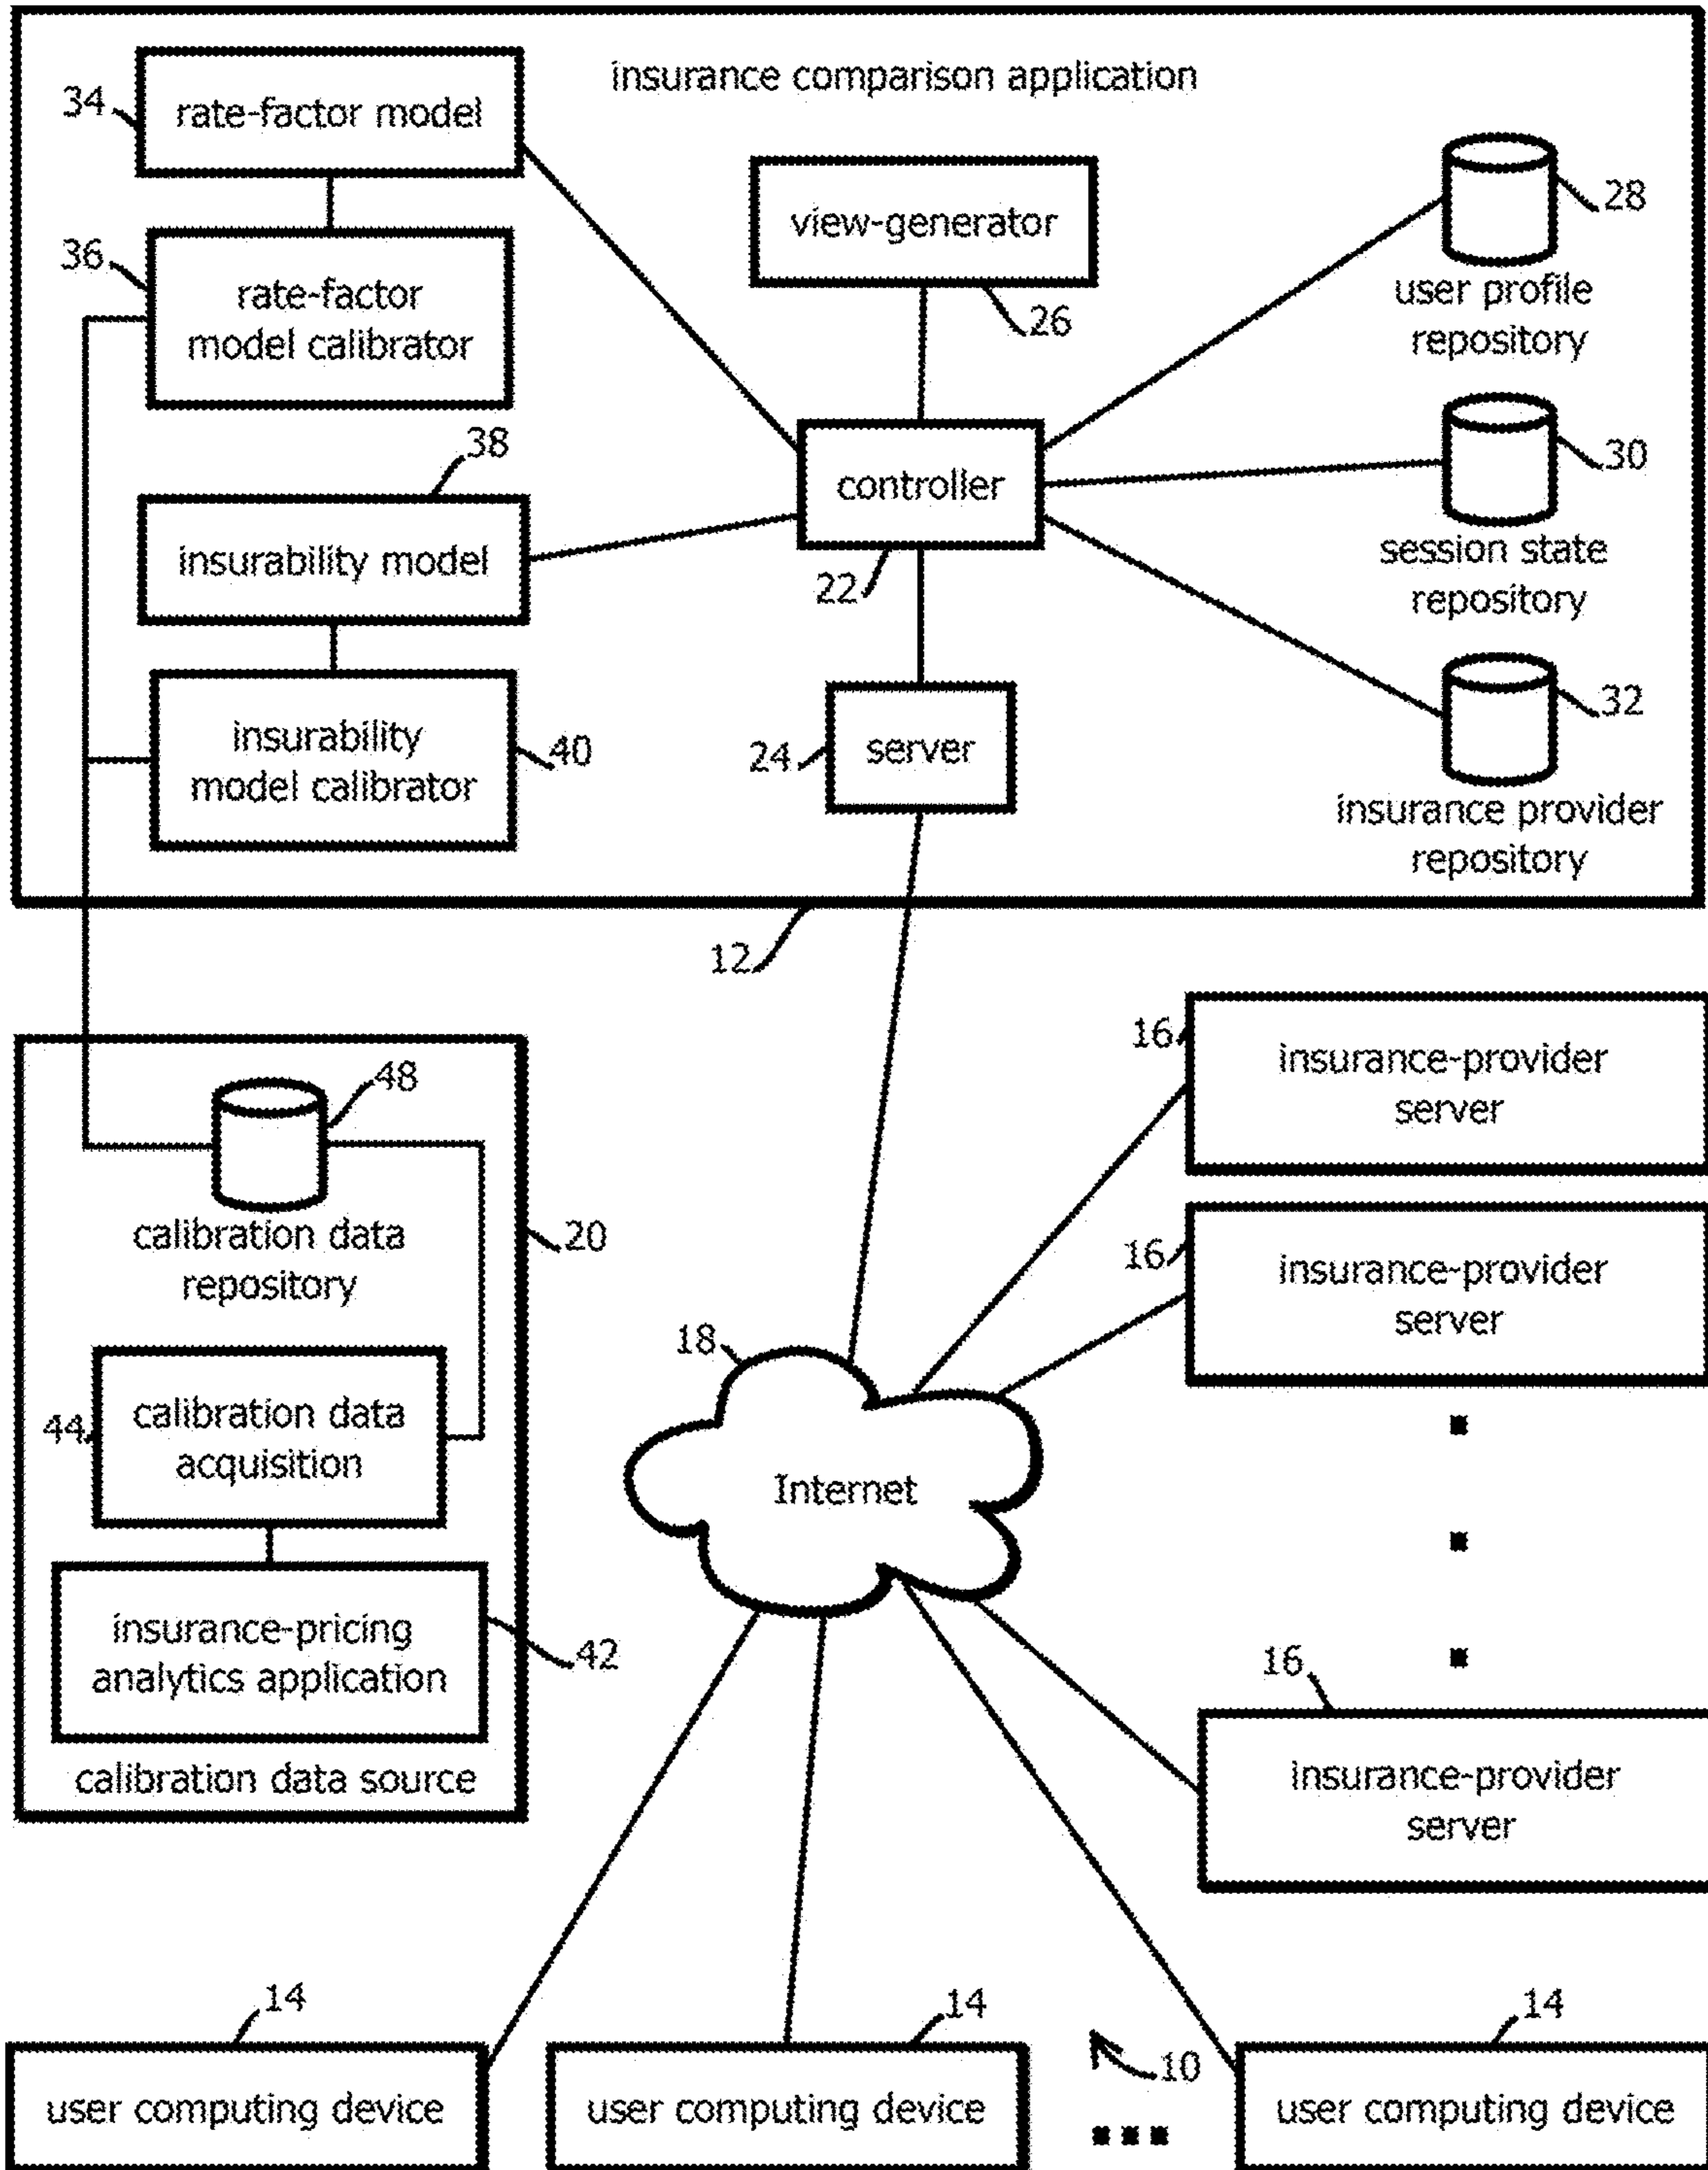 insurance comparison application
34
rate-factor model
view-generator
28
36
rate-factor
model calibrator
26
user profile
repository
38
controller
30
insurability model
22
session state
repository
insurability
model calibrator
40
24
server
32
insurance provider
repository
12
16
insurance-provider
server
48
calibration data
repository
20
16
insurance-provider
server
18
44
calibration data
acquisition
Internet
insurance-pricing
analytics application
42
calibration data source
16
insurance-provider
server
14
14
14
10
user computing device
user computing device
user computing device